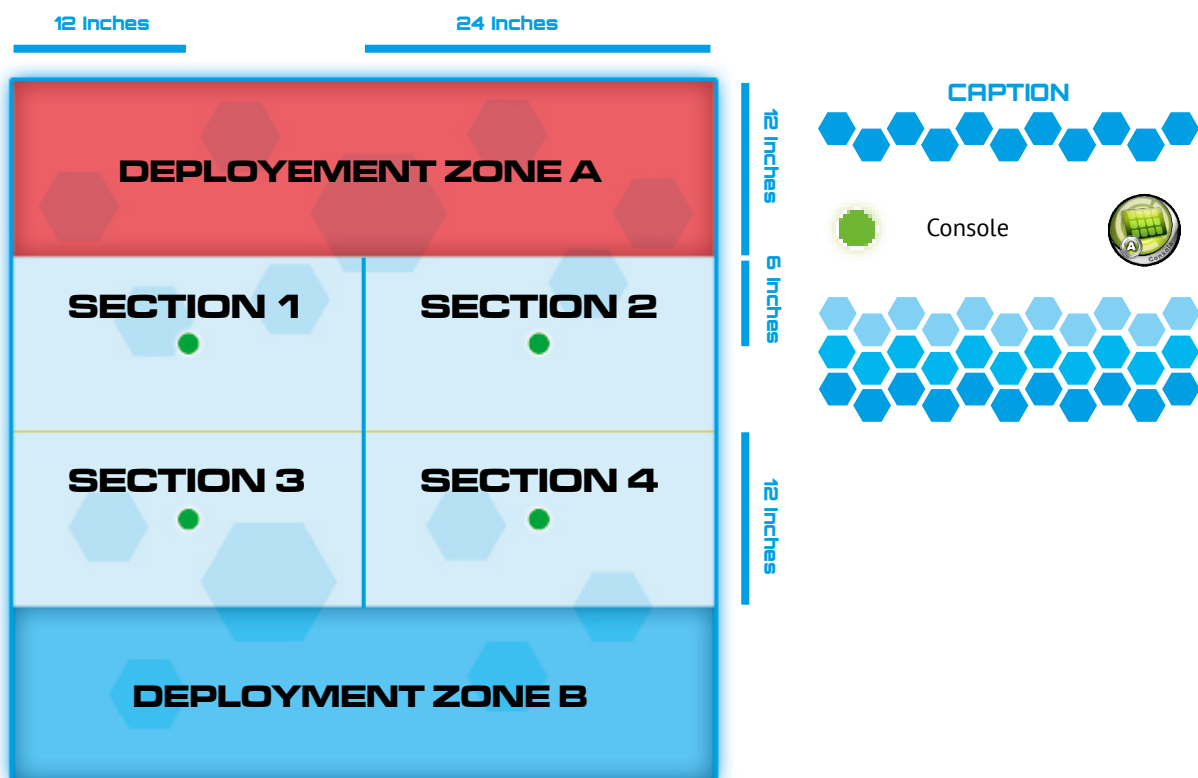 12 Inches
24 Inches
DEPLOYEMENT ZONE A
12 Inches
CAPTION
Console
A
Console
6 Inches
SECTION 1
SECTION 2
SECTION 3
SECTION 4
12 Inches
DEPLOYMENT ZONE B